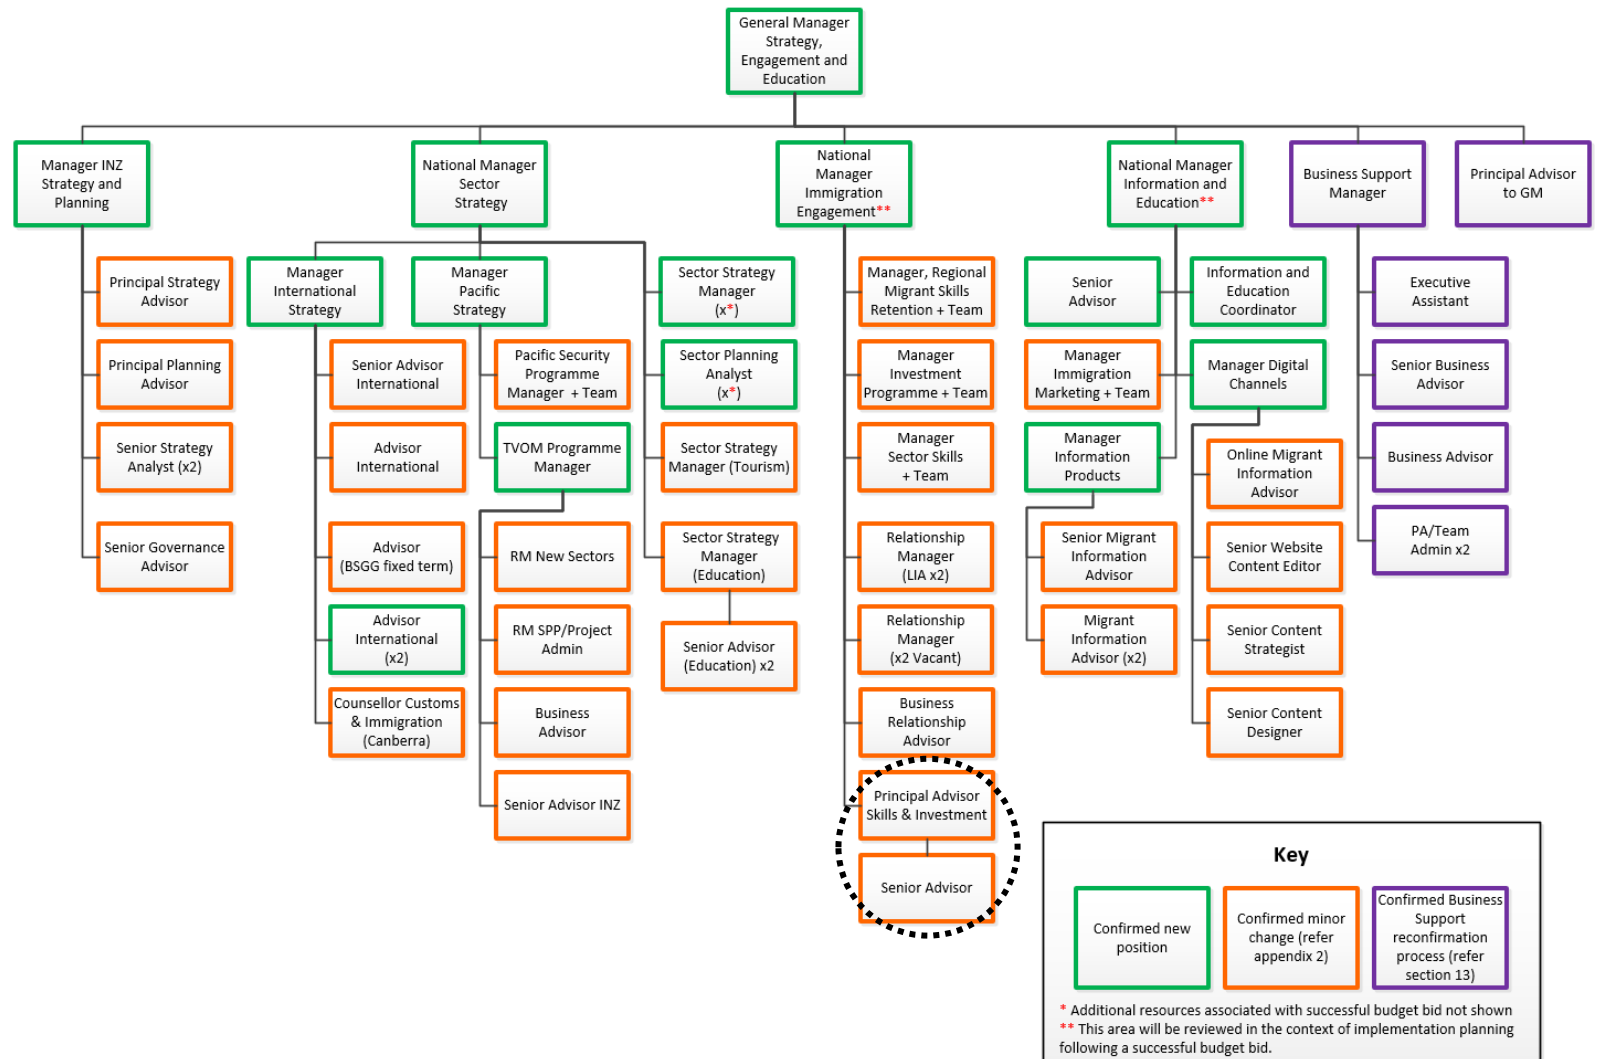 General Manager
Strategy,
Engagement and
Education
Manager INZ
Strategy and
Planning
National Manager
Sector
Strategy
National
Manager
Immigration
Engagement**
National Manager
Information and
Education**
Business Support
Manager
Principal Advisor
to GM
Principal Strategy
Advisor
Principal Planning
Advisor
Senior Strategy
Analyst (x2)
Senior Governance
Advisor
Manager
International
Strategy
Senior Advisor
International
Advisor
International
Advisor
(BSGG fixed term)
Advisor
International
(x2)
Counsellor Customs
& Immigration
(Canberra)
Manager
Pacific
Strategy
Pacific Security
Programme
Manager + Team
TVOM Programme
Manager
RM New Sectors
RM SPP/Project
Admin
Business
Advisor
Senior Advisor INZ
Sector Strategy
Manager
(x*)
Sector Planning
Analyst
(x*)
Sector Strategy
Manager (Tourism)
Sector Strategy
Manager
(Education)
Senior Advisor
(Education) x2
Manager, Regional
Migrant Skills
Retention + Team
Manager
Investment
Programme + Team
Manager
Sector Skills
+ Team
Relationship
Manager
(LIA x2)
Relationship
Manager
(x2 Vacant)
Business
Relationship
Advisor
Principal Advisor
Skills & Investment
Senior Advisor
Senior
Advisor
Information and
Education
Coordinator
Manager
Immigration
Marketing + Team
Manager Digital
Channels
Manager
Information
Products
Senior Migrant
Information
Advisor
Migrant
Information
Advisor (x2)
Online Migrant
Information
Advisor
Senior Website
Content Editor
Senior Content
Strategist
Senior Content
Designer
Executive
Assistant
Senior Business
Advisor
Business Advisor
PA/Team
Admin x2
Key
Confirmed new
position
Confirmed minor
change (refer
appendix 2)
Confirmed Business
Support
reconfirmation
process (refer
section 13)
* Additional resources associated with successful budget bid not shown
** This area will be reviewed in the context of implementation planning
following a successful budget bid.